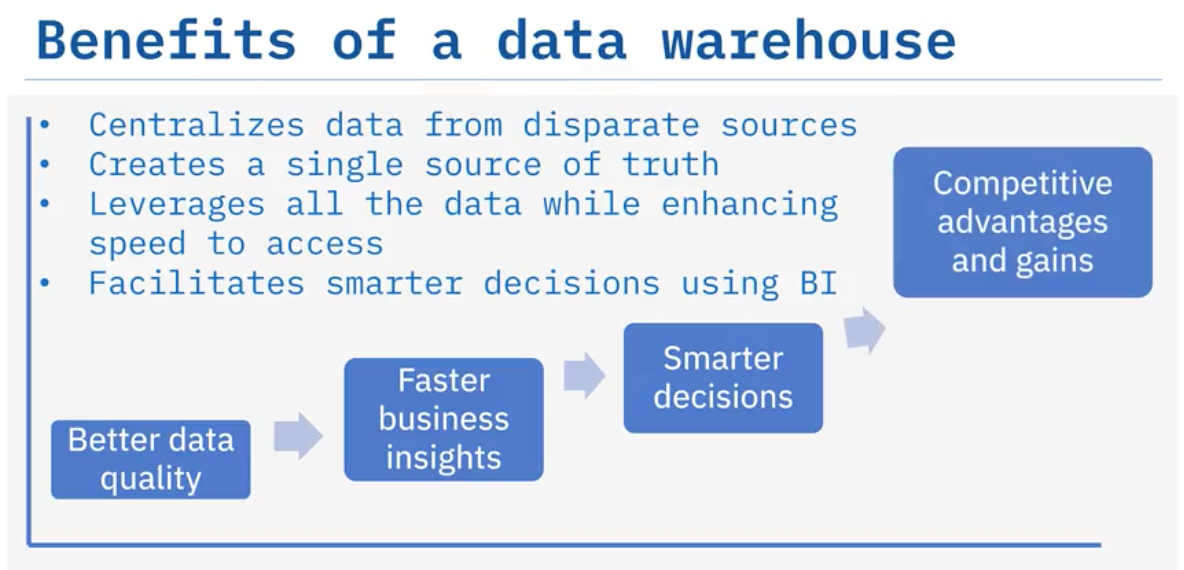 Benefits of a data warehouse
• Centralizes data from disparate sources
• Creates a single source of truth
• Leverages all the data while enhancing
speed to access
• Facilitates smarter decisions using BI
Better data
quality
Faster
business
insights
Smarter
decisions
Competitive
advantages
and gains